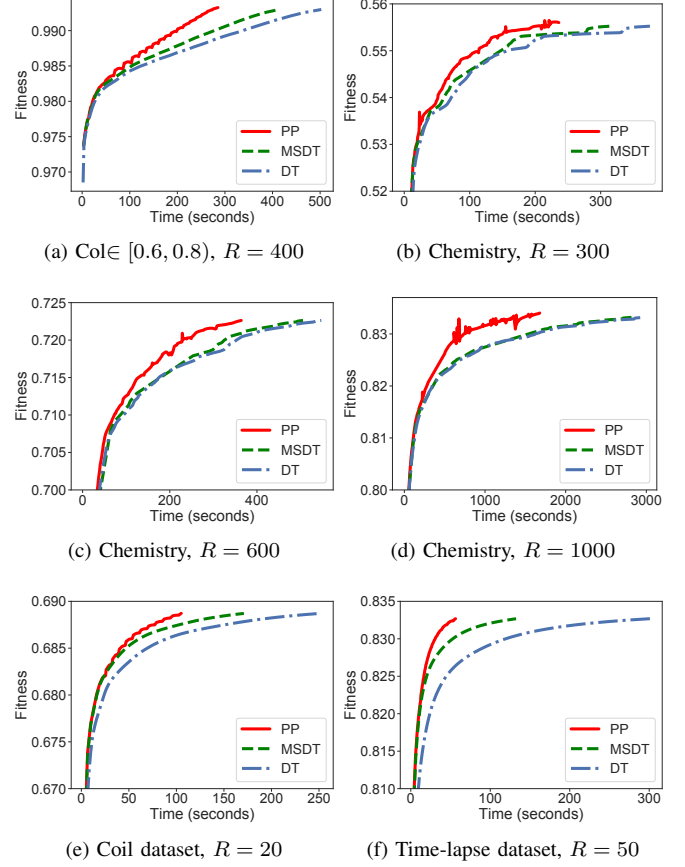 0.990
0.985
0.980
0.975
0.970
Fitness
PP
MSDT
DT
0 100 200 300 400 500
Time (seconds)
(a) Col∈ [0.6, 0.8), R = 400
0.56
0.55
0.54
0.53
0.52
Fitness
PP
MSDT
DT
0 100 200 300
Time (seconds)
(b) Chemistry, R = 300
0.725
0.720
0.715
0.710
0.705
0.700
Fitness
PP
MSDT
DT
0 200 400
Time (seconds)
(c) Chemistry, R = 600
0.83
0.82
0.81
0.80
Fitness
PP
MSDT
DT
0 1000 2000 3000
Time (seconds)
(d) Chemistry, R = 1000
0.690
0.685
0.680
0.675
0.670
Fitness
PP
MSDT
DT
0 50 100 150 200 250
Time (seconds)
(e) Coil dataset, R = 20
0.835
0.830
0.825
0.820
0.815
0.810
Fitness
PP
MSDT
DT
0 100 200 300
Time (seconds)
(f) Time-lapse dataset, R = 50